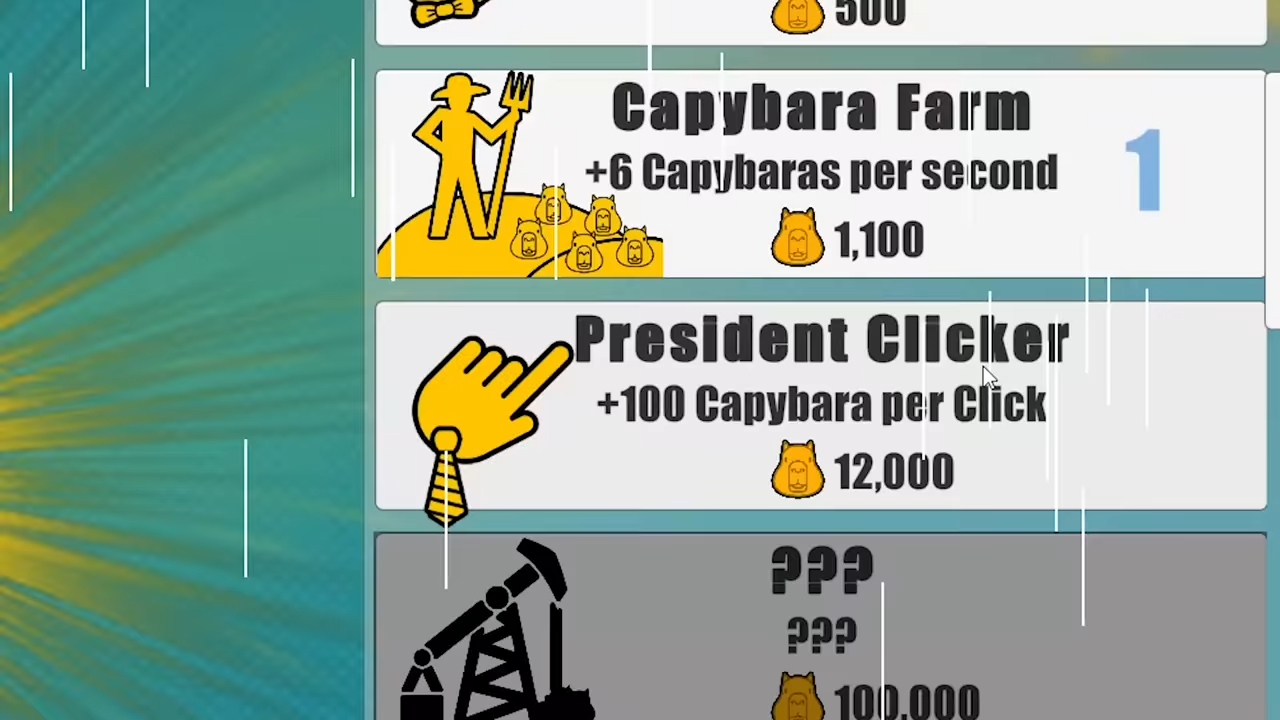 500
Capybara Farm
+6 Capybaras per second
1
1,100
President Clicker
+100 Capybara per Click
12,000
???
???
100,000